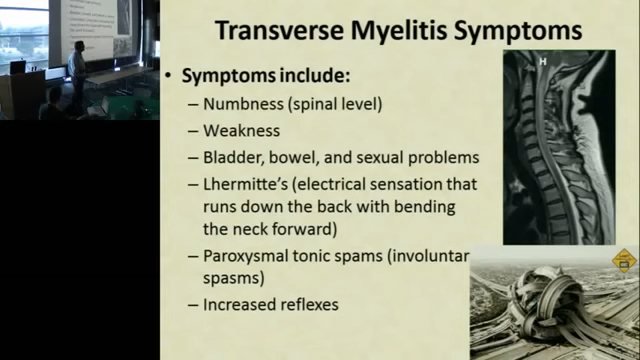 Transverse Myelitis Symptoms
• Symptoms include:
– Numbness (spinal level)
– Weakness
– Bladder, bowel, and sexual problems
– Lhermitte's (electrical sensation that
runs down the back with bending
the neck forward)
– Paroxysmal tonic spams (involuntar
spasms)
– Increased reflexes
H